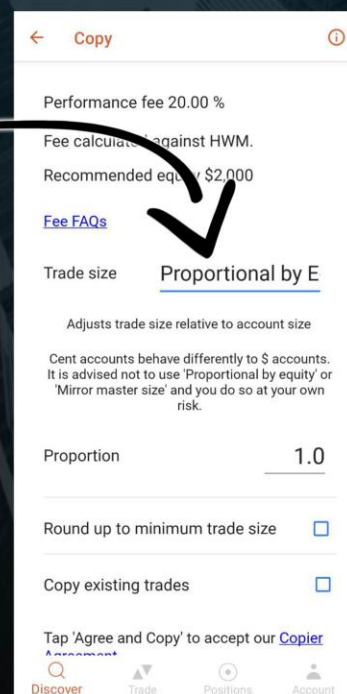 Copy
Performance fee 20.00 %
Fee calculated against HWM.
Recommended equity $2,000
Fee FAQs
Trade size Proportional by E
Adjusts trade size relative to account size
Cent accounts behave differently to $ accounts.
It is advised not to use 'Proportional by equity' or
'Mirror master size' and you do so at your own
risk.
Proportion 1.0
Round up to minimum trade size
Copy existing trades
Tap 'Agree and Copy' to accept our Copier
Agreement
Discover Trade Positions Account